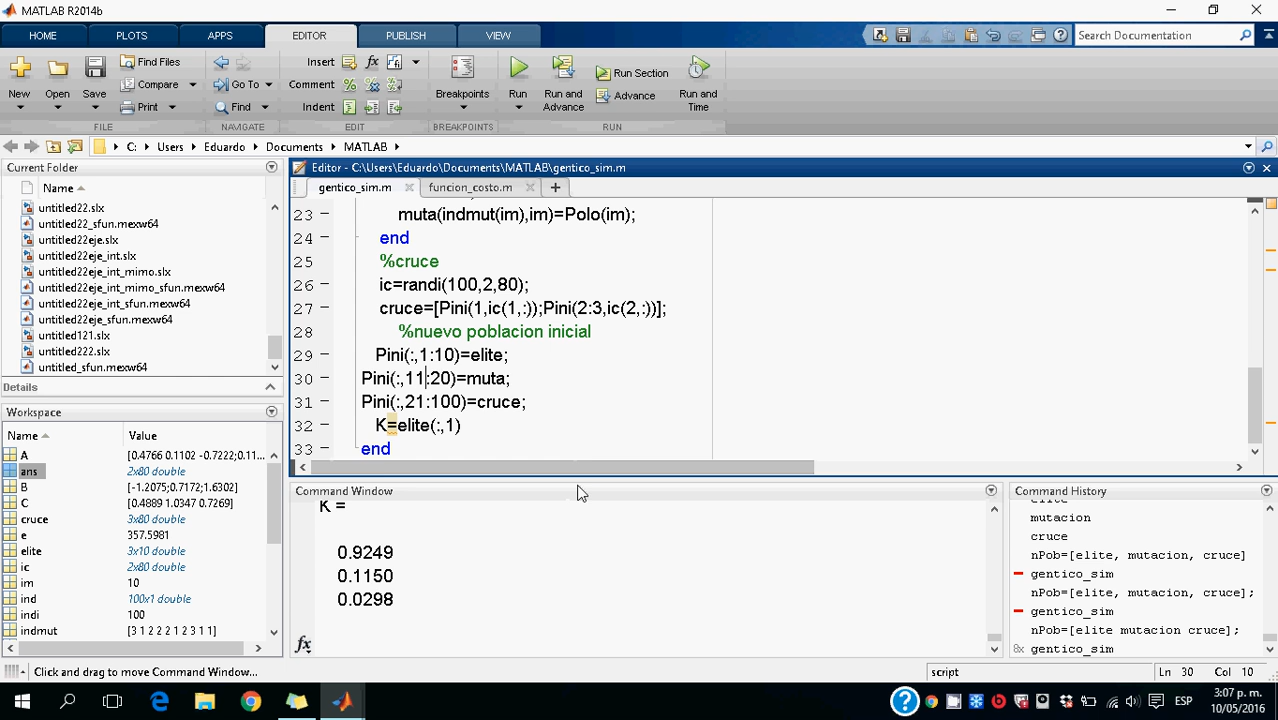 MATLAB R2014b
HOME PLOTS APPS EDITOR PUBLISH VIEW Search Documentation
New Open Save Find Files Compare Print
Go To Find
Insert Comment Indent
Breakpoints
Run Run and Advance Run Section Advance Run and Time
FILE NAVIGATE EDIT BREAKPOINTS RUN
C: Users Eduardo Documents MATLAB
Current Folder
Name
untitled22.slx
untitled22_sfun.mexw64
untitled22eje.slx
untitled22eje_int.slx
untitled22eje_int_mimo.slx
untitled22eje_int_mimo_sfun.mexw64
untitled22eje_int_sfun.mexw64
untitled22eje_sfun.mexw64
untitled121.slx
untitled222.slx
untitled_sfun.mexw64
Details
Workspace
Name Value
A [0.4766 0.1102 -0.7222;0.11...
ans 2x80 double
B [-1.2075;0.7172;1.6302]
C [0.4889 1.0347 0.7269]
cruce 3x80 double
e 357.5981
elite 3x10 double
ic 2x80 double
im 10
ind 100x1 double
indi 100
indmut [3 1 2 2 2 1 2 3 1 1]
Editor - C:\Users\Eduardo\Documents\MATLAB\gentico_sim.m
gentico_sim.m funcion_costo.m
23 muta(indmut(im),im)=Polo(im);
24 end
25 %cruce
26 ic=randi(100,2,80);
27 cruce=[Pini(1,ic(1,:));Pini(2:3,ic(2,:))];
28 %nuevo poblacion inicial
29 Pini(:,1:10)=elite;
30 Pini(:,11:20)=muta;
31 Pini(:,21:100)=cruce;
32 K=elite(:,1)
33 end
Command Window
K =
0.9249
0.1150
0.0298
fx
Command History
elite
mutacion
cruce
nPob=[elite, mutacion, cruce]
gentico_sim
nPob=[elite, mutacion, cruce];
gentico_sim
nPob=[elite mutacion cruce];
gentico_sim
Click and drag to move Command Window... script Ln 30 Col 10
ESP
3:07 p. m.
10/05/2016